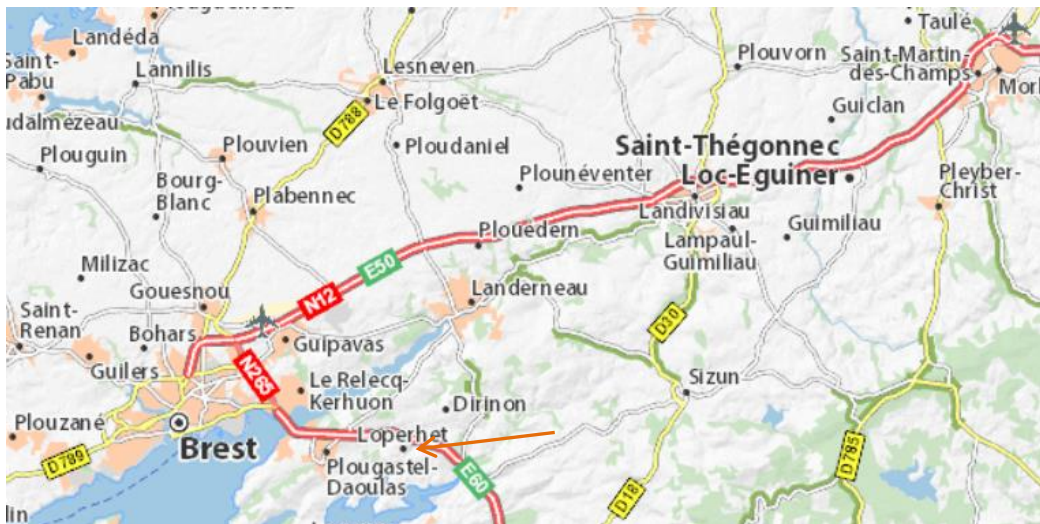 Landéda
Taulé
Saint-
Pabu
Lannilis
Lesneven
Plouvorn
Saint-Martin-
des-Champs
Le Folgoët
D788
Guiclan
Plouguin
Plouvien
Ploudaniel
Saint-Thégonnec
Loc-Eguiner
Plounéventer
Bourg-
Blanc
Plabennec
Pleyber-
Christ
Landivisiau
Guimiliau
Plouédern
Lampaul-
Guimiliau
Milizac
E50
Gouesnou
N12
Landerneau
Saint-
Renan
Bohars
D30
Guipavas
Guilers
N265
Le Relecq-
Kerhuon
Sizun
Dirinon
Plouzané
Brest
Loperhet
D785
D789
Plougastel-
Daoulas
E60
D18